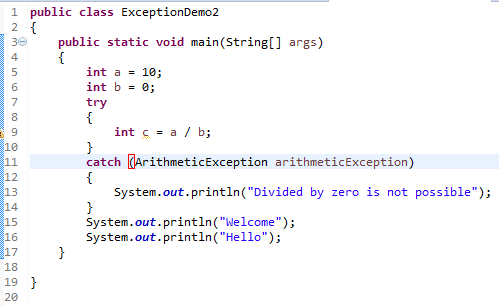 1 public class ExceptionDemo2
2 {
3 public static void main(String[] args)
4 {
5 int a = 10;
6 int b = 0;
7 try
8 {
9 int c = a / b;
10 }
11 catch (ArithmeticException arithmeticException)
12 {
13 System.out.println("Divided by zero is not possible");
14 }
15 System.out.println("Welcome");
16 System.out.println("Hello");
17 }
18
19 }
20